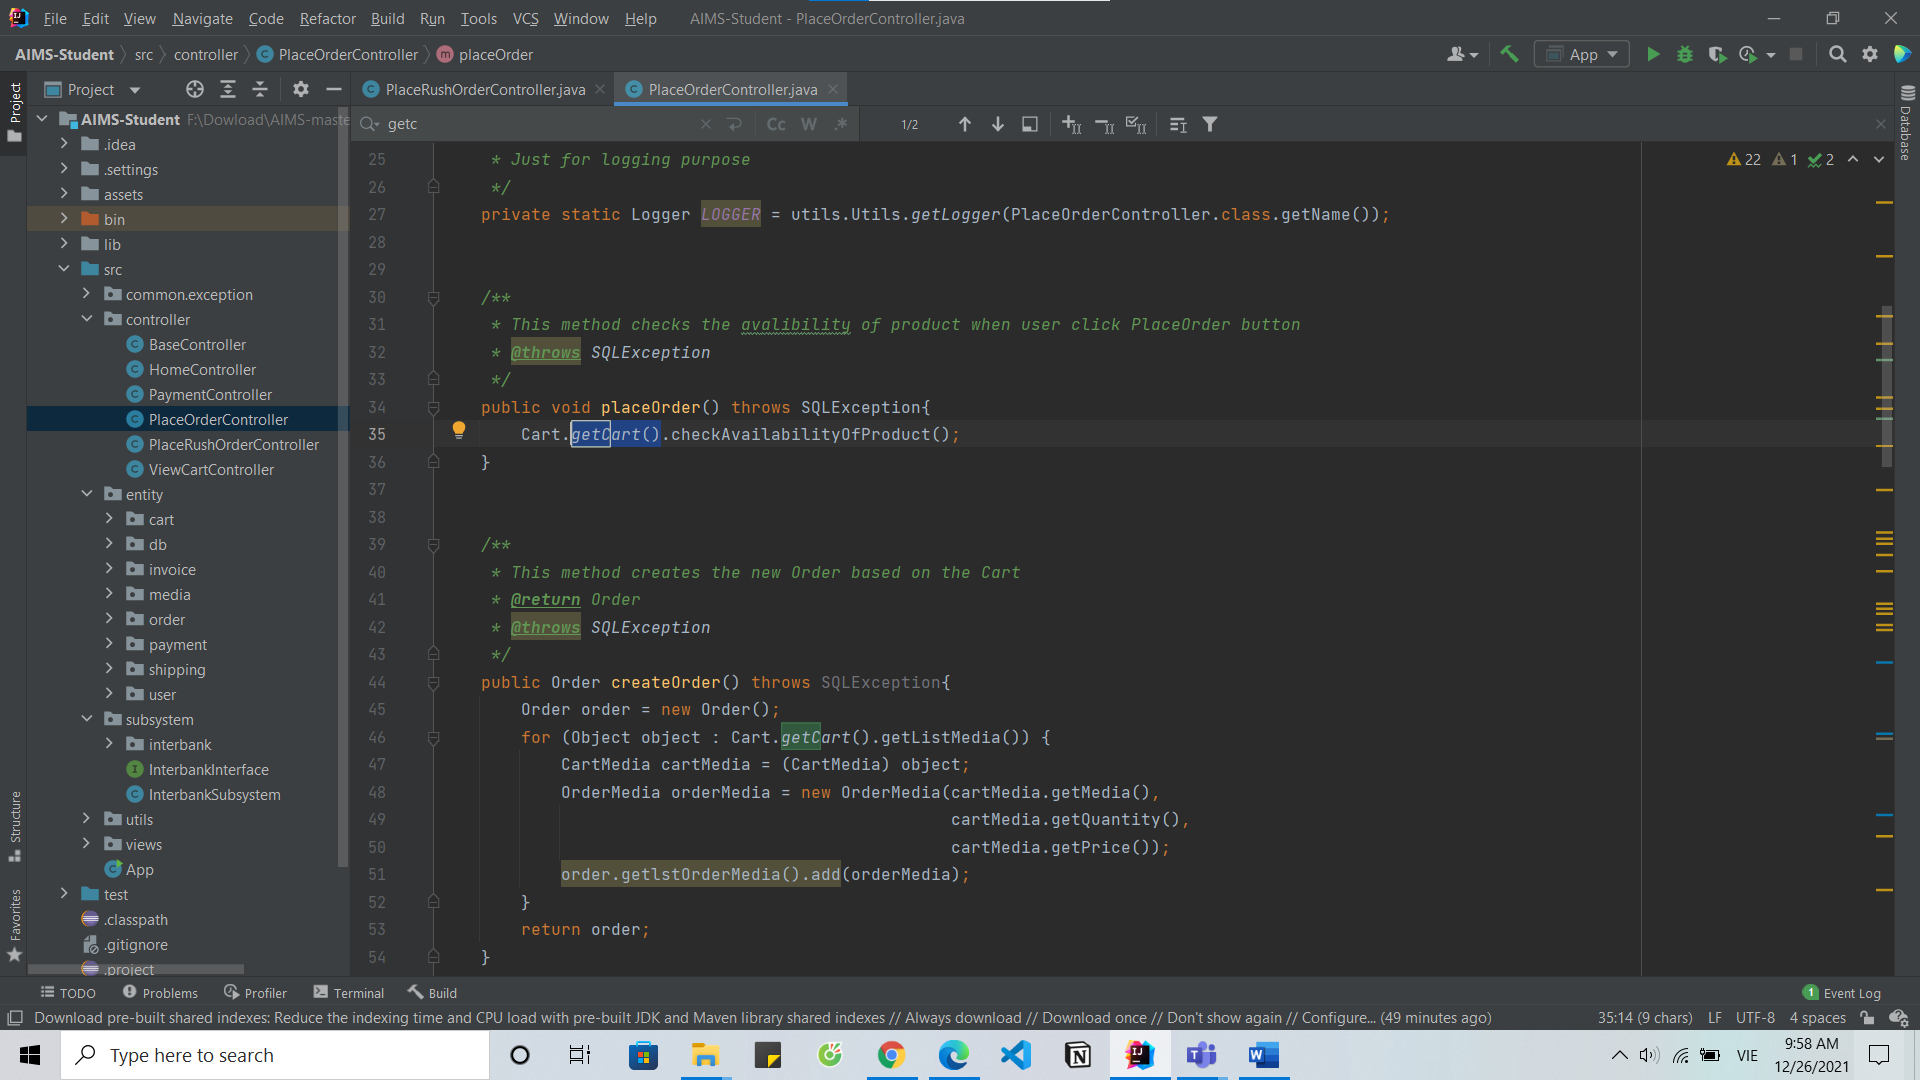 File Edit View Navigate Code Refactor Build Run Tools VCS Window Help AIMS-Student - PlaceOrderController.java
AIMS-Student src controller PlaceOrderController placeOrder App
Project PlaceRushOrderController.java PlaceOrderController.java
getc Cc W .* 1/2
Project
Structure
Favorites
Database
AIMS-Student F:\Dowload\AIMS-maste
.idea
.settings
assets
bin
lib
src
common.exception
controller
BaseController
HomeController
PaymentController
PlaceOrderController
PlaceRushOrderController
ViewCartController
entity
cart
db
invoice
media
order
payment
shipping
user
subsystem
interbank
InterbankInterface
InterbankSubsystem
utils
views
App
test
.classpath
.gitignore
.project
22 1 2
25 * Just for logging purpose
26 */
27 private static Logger LOGGER = utils.Utils.getLogger(PlaceOrderController.class.getName());
28
29
30 /**
31 * This method checks the avalibility of product when user click PlaceOrder button
32 * @throws SQLException
33 */
34 public void placeOrder() throws SQLException{
35 Cart.getCart().checkAvailabilityOfProduct();
36 }
37
38
39 /**
40 * This method creates the new Order based on the Cart
41 * @return Order
42 * @throws SQLException
43 */
44 public Order createOrder() throws SQLException{
45 Order order = new Order();
46 for (Object object : Cart.getCart().getListMedia()) {
47 CartMedia cartMedia = (CartMedia) object;
48 OrderMedia orderMedia = new OrderMedia(cartMedia.getMedia(),
49 cartMedia.getQuantity(),
50 cartMedia.getPrice());
51 order.getlstOrderMedia().add(orderMedia);
52 }
53 return order;
54 }
TODO Problems Profiler Terminal Build 1 Event Log
Download pre-built shared indexes: Reduce the indexing time and CPU load with pre-built JDK and Maven library shared indexes // Always download // Download once // Don't show again // Configure... (49 minutes ago) 35:14 (9 chars) LF UTF-8 4 spaces
Type here to search VIE 9:58 AM
12/26/2021